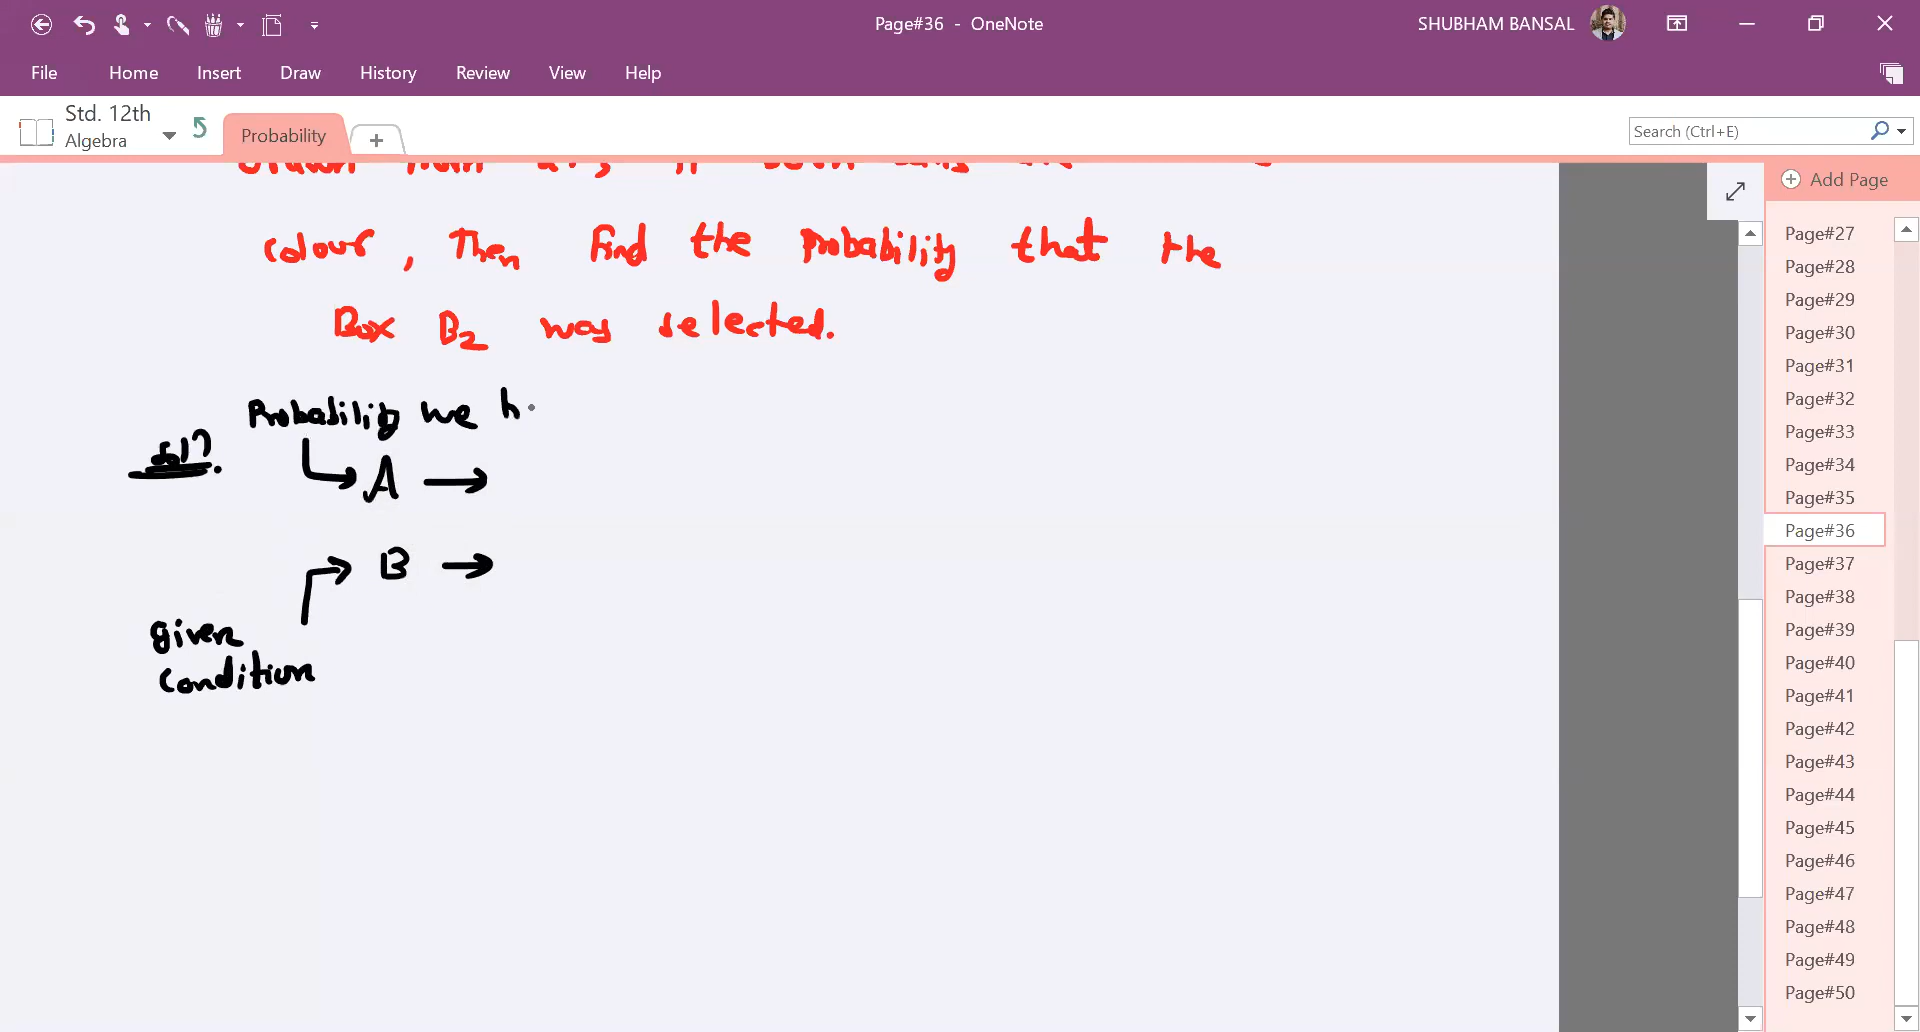 Page#36 - OneNote
SHUBHAM BANSAL
File Home Insert Draw History Review View Help
Std. 12th
Algebra
Probability
+
Search (Ctrl+E)
Add Page
colour, Then Find the Probability that the
Box B2 was selected.
Probability we h
Sol?.
A →
B →
given
condition
Page#27
Page#28
Page#29
Page#30
Page#31
Page#32
Page#33
Page#34
Page#35
Page#36
Page#37
Page#38
Page#39
Page#40
Page#41
Page#42
Page#43
Page#44
Page#45
Page#46
Page#47
Page#48
Page#49
Page#50